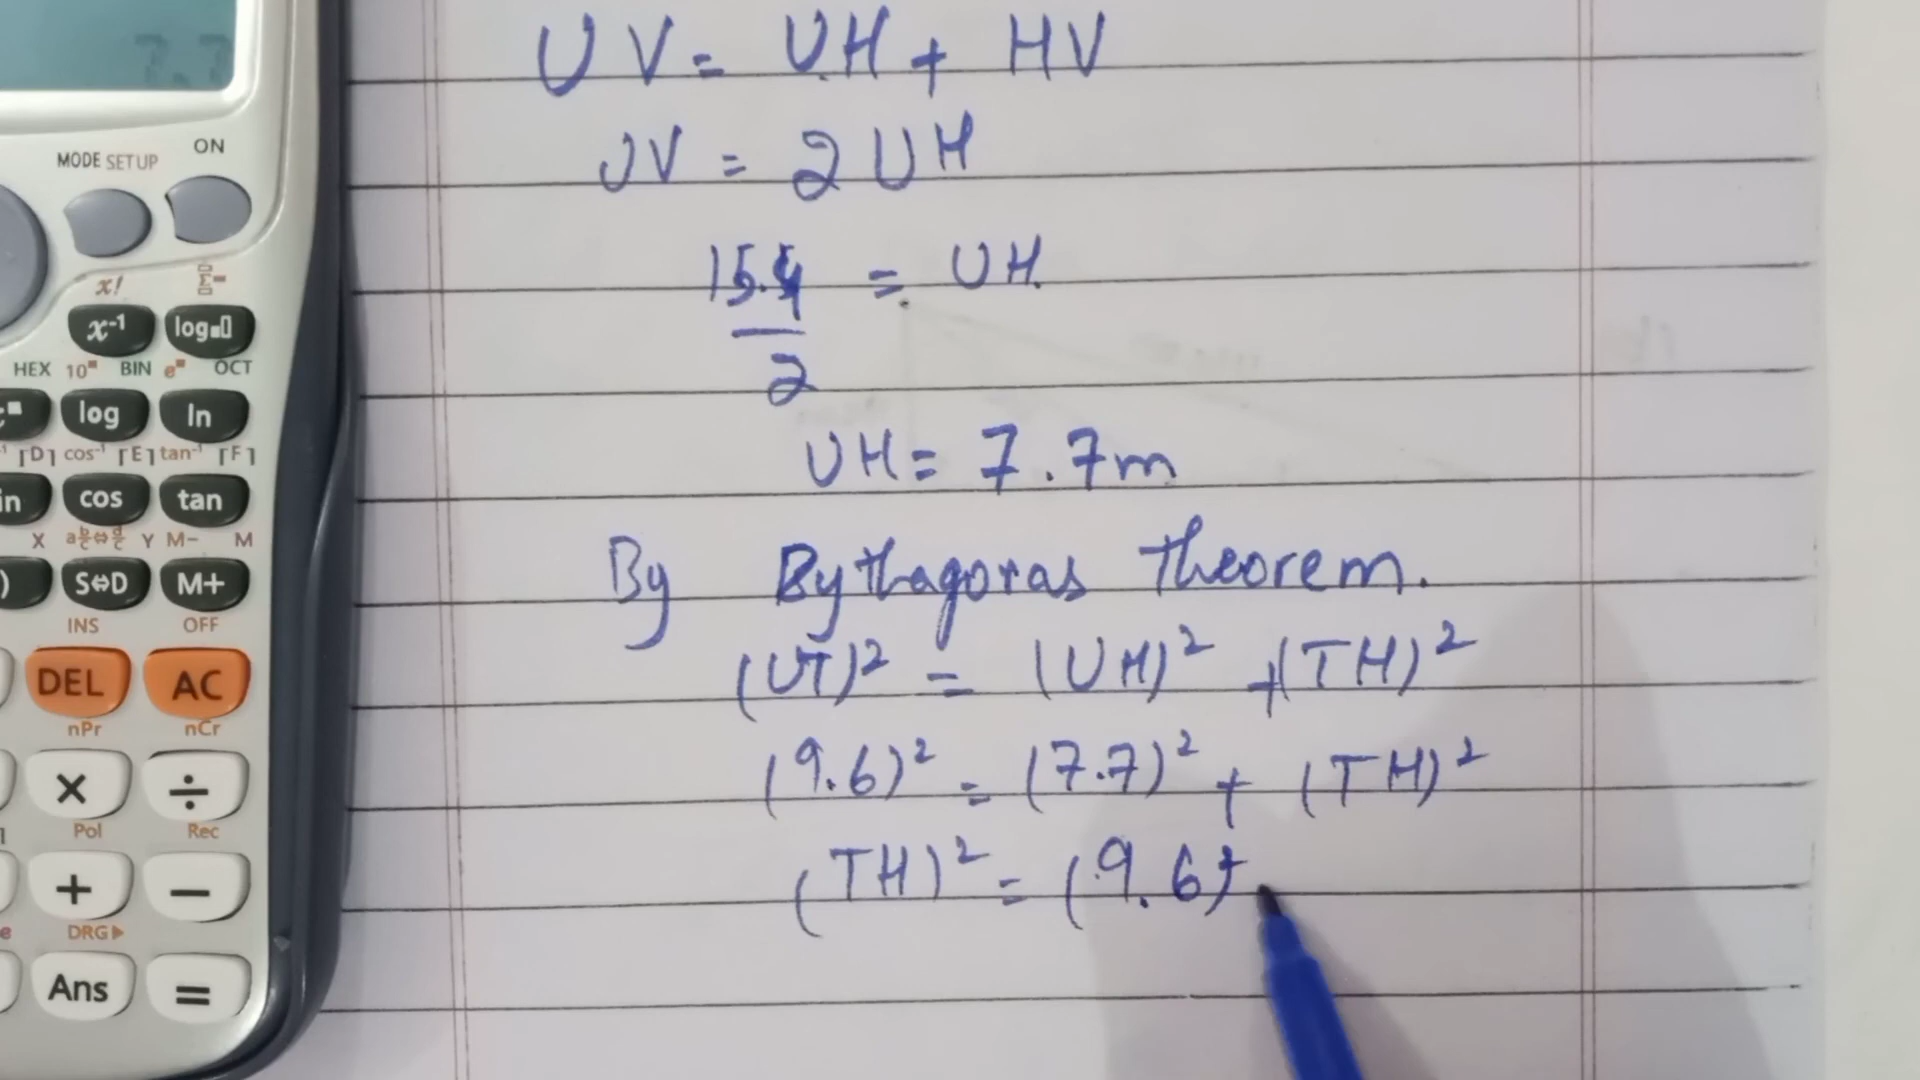 7.7
UV = UH + HV
UV = 2UH
15.4 = UH
2
UH = 7.7m
By Pythagoras theorem.
(UT)² = (UH)² + (TH)²
(9.6)² = (7.7)² + (TH)²
(TH)² = (9.6)
MODE SETUP ON
x! Σ
x⁻¹ log
HEX 10 BIN e OCT
log ln
[D] cos⁻¹ [E] tan⁻¹ [F]
cos tan
X Y M- M
) S⇔D M+
INS OFF
DEL AC
nPr nCr
× ÷
Pol Rec
+ −
DRG▶
Ans =